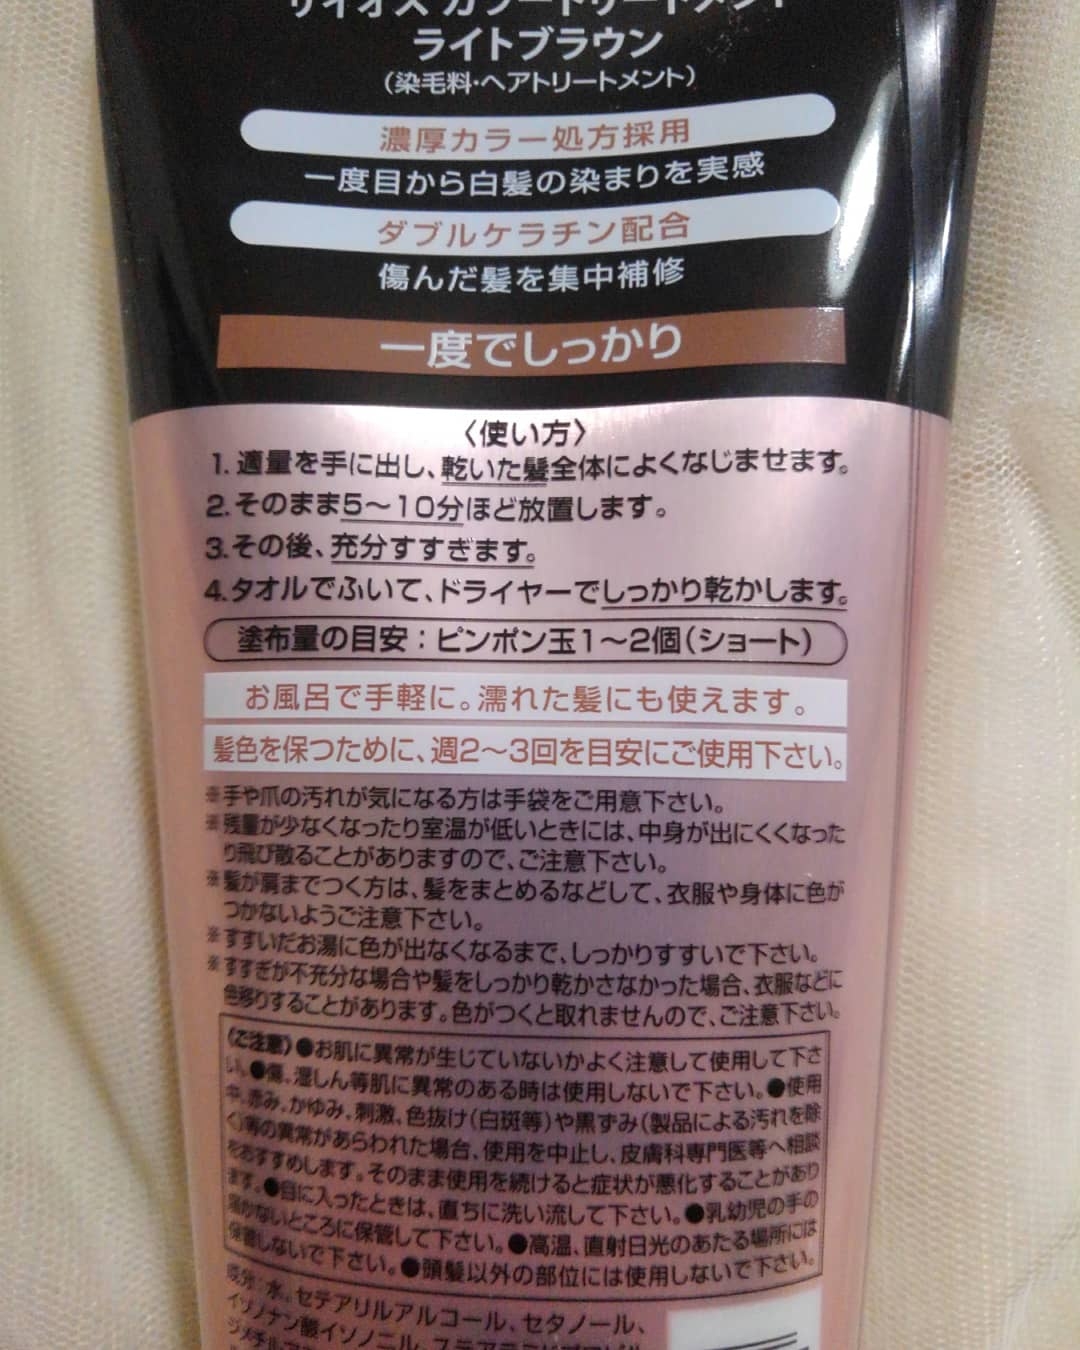 サイオス カラートリートメント
ライトブラウン
(染毛料・ヘアトリートメント)
濃厚カラー処方採用
一度目から白髪の染まりを実感
ダブルケラチン配合
傷んだ髪を集中補修
一度でしっかり
〈使い方〉
1. 適量を手に出し、乾いた髪全体によくなじませます。
2. そのまま5〜10分ほど放置します。
3. その後、充分すすぎます。
4. タオルでふいて、ドライヤーでしっかり乾かします。
塗布量の目安：ピンポン玉1〜2個(ショート)
お風呂で手軽に。濡れた髪にも使えます。
髪色を保つために、週2〜3回を目安にご使用下さい。
※手や爪の汚れが気になる方は手袋をご用意下さい。
※残量が少なくなったり室温が低いときには、中身が出にくくなった
り飛び散ることがありますので、ご注意下さい。
※髪が肩までつく方は、髪をまとめるなどして、衣服や身体に色が
つかないようご注意下さい。
※すすいだお湯に色が出なくなるまで、しっかりすすいで下さい。
※すすぎが不充分な場合や髪をしっかり乾かさなかった場合、衣服などに
色移りすることがあります。色がつくと取れませんので、ご注意下さい。
〈ご注意〉●お肌に異常が生じていないかよく注意して使用して下さ
い。●傷、湿しん等肌に異常のある時は使用しないで下さい。●使用
中、赤み、かゆみ、刺激、色抜け(白斑等)や黒ずみ(製品による汚れを除
く)等の異常があらわれた場合、使用を中止し、皮膚科専門医等へ相談
をおすすめします。そのまま使用を続けると症状が悪化することがあり
ます。●目に入ったときは、直ちに洗い流して下さい。●乳幼児の手の
届かないところに保管して下さい。●高温、直射日光のあたる場所には
保管しないで下さい。●頭髪以外の部位には使用しないで下さい。
成分：水、セテアリルアルコール、セタノール、
イソノナン酸イソノニル、